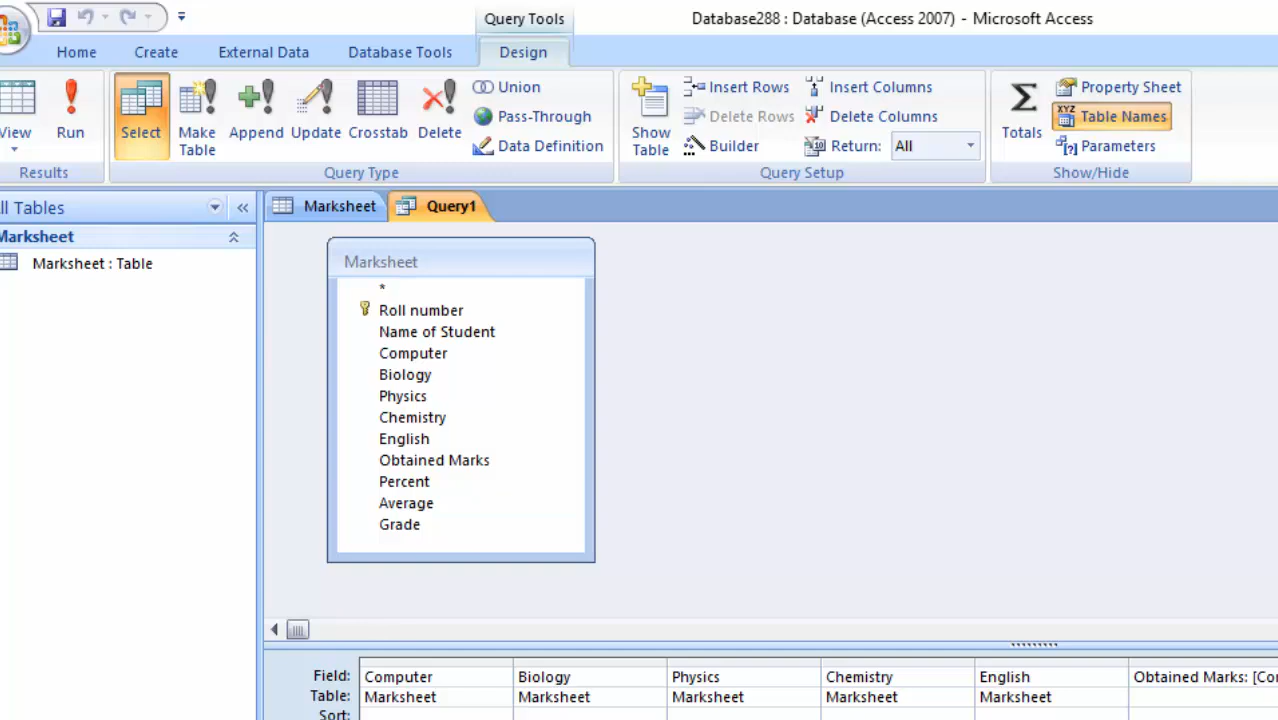 Query Tools
Database288 : Database (Access 2007) - Microsoft Access
Home Create External Data Database Tools Design
View Run Select Make Table Append Update Crosstab Delete
Union
Pass-Through
Data Definition
Show Table
Insert Rows
Delete Rows
Builder
Insert Columns
Delete Columns
Return: All
Σ
Totals
XYZ
Property Sheet
Table Names
Parameters
Results Query Type Query Setup Show/Hide
ll Tables
Marksheet Query1
Marksheet
Marksheet : Table
Marksheet
*
Roll number
Name of Student
Computer
Biology
Physics
Chemistry
English
Obtained Marks
Percent
Average
Grade
Field: Computer Biology Physics Chemistry English Obtained Marks: [Co
Table: Marksheet Marksheet Marksheet Marksheet Marksheet
Sort: